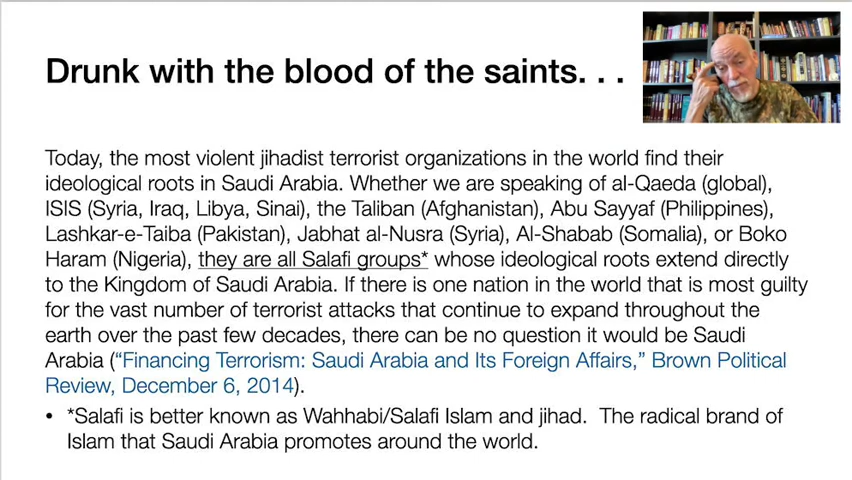 Drunk with the blood of the saints. . .
Today, the most violent jihadist terrorist organizations in the world find their
ideological roots in Saudi Arabia. Whether we are speaking of al-Qaeda (global),
ISIS (Syria, Iraq, Libya, Sinai), the Taliban (Afghanistan), Abu Sayyaf (Philippines),
Lashkar-e-Taiba (Pakistan), Jabhat al-Nusra (Syria), Al-Shabab (Somalia), or Boko
Haram (Nigeria), they are all Salafi groups* whose ideological roots extend directly
to the Kingdom of Saudi Arabia. If there is one nation in the world that is most guilty
for the vast number of terrorist attacks that continue to expand throughout the
earth over the past few decades, there can be no question it would be Saudi
Arabia (“Financing Terrorism: Saudi Arabia and Its Foreign Affairs,” Brown Political
Review, December 6, 2014).
• *Salafi is better known as Wahhabi/Salafi Islam and jihad. The radical brand of
Islam that Saudi Arabia promotes around the world.